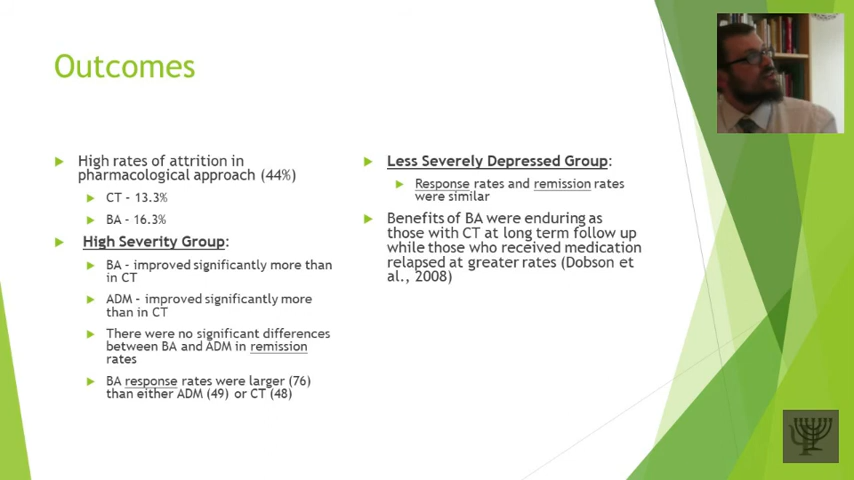 Outcomes
High rates of attrition in
pharmacological approach (44%)
CT - 13.3%
BA - 16.3%
High Severity Group:
BA - improved significantly more than
in CT
ADM - improved significantly more
than in CT
There were no significant differences
between BA and ADM in remission
rates
BA response rates were larger (76)
than either ADM (49) or CT (48)
Less Severely Depressed Group:
Response rates and remission rates
were similar
Benefits of BA were enduring as
those with CT at long term follow up
while those who received medication
relapsed at greater rates (Dobson et
al., 2008)